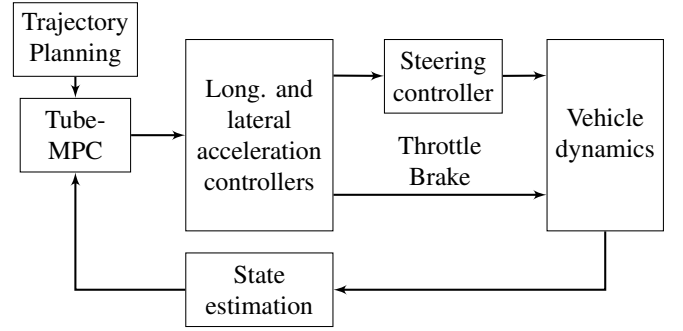 Trajectory
Planning
Tube-
MPC
Long. and
lateral
acceleration
controllers
Steering
controller
Throttle
Brake
Vehicle
dynamics
State
estimation